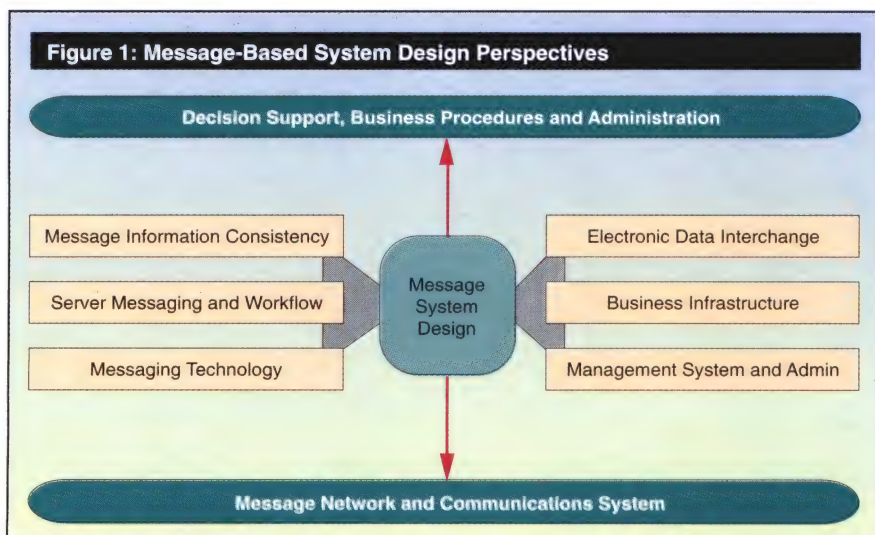 Figure 1: Message-Based System Design Perspectives
Decision Support, Business Procedures and Administration
Message Information Consistency
Server Messaging and Workflow
Messaging Technology
Message
System
Design
Electronic Data Interchange
Business Infrastructure
Management System and Admin
Message Network and Communications System